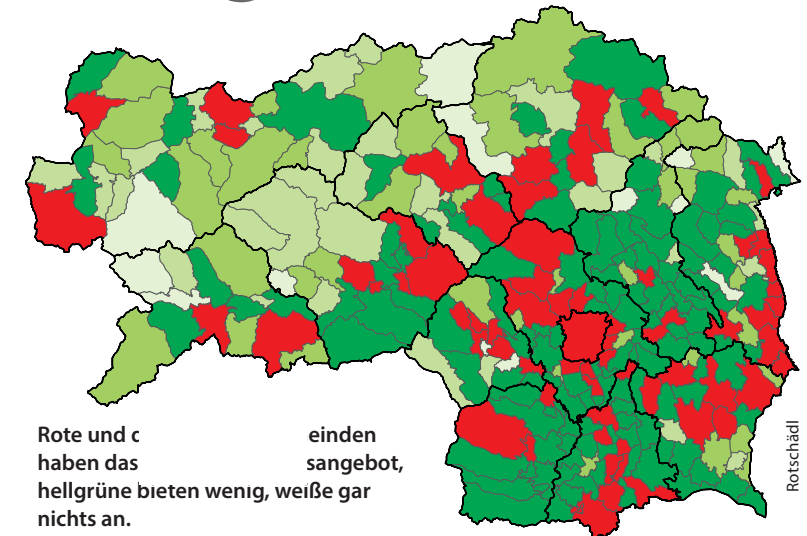 Rote und
einden
haben das
sangebot,
hellgrüne bieten wenig, weiße gar
nichts an.
Rotschädl